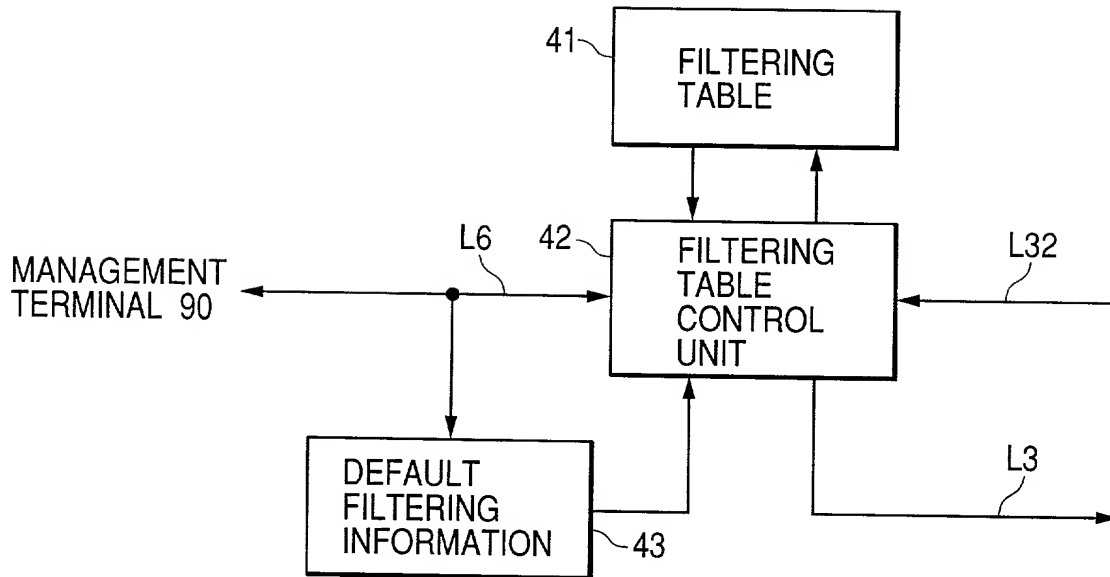 41
FILTERING
TABLE
L6
42
FILTERING
TABLE
CONTROL
UNIT
L32
MANAGEMENT
TERMINAL 90
DEFAULT
FILTERING
INFORMATION
43
L3